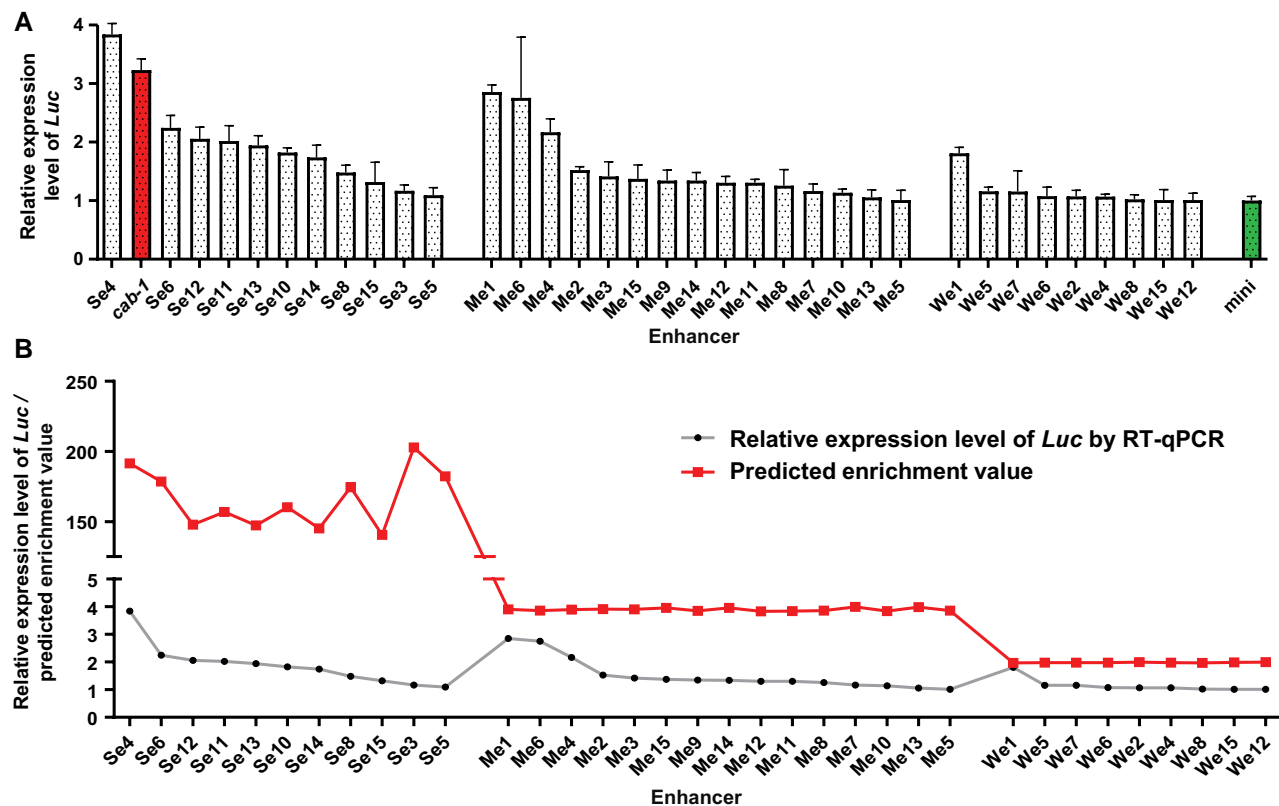 A
Relative expression
level of Luc
4
3
2
1
0
Se4 cab-1 Se6 Se12 Se11 Se13 Se10 Se14 Se8 Se15 Se3 Se5 Me1 Me6 Me4 Me2 Me3 Me15 Me9 Me14 Me12 Me11 Me8 Me7 Me10 Me13 Me5 We1 We5 We7 We6 We2 We4 We8 We15 We12 mini
Enhancer
B
Relative expression level of Luc /
predicted enrichment value
250
200
150
5
4
3
2
1
0
Relative expression level of Luc by RT-qPCR
Predicted enrichment value
Se4 Se6 Se12 Se11 Se13 Se10 Se14 Se8 Se15 Se3 Se5 Me1 Me6 Me4 Me2 Me3 Me15 Me9 Me14 Me12 Me11 Me8 Me7 Me10 Me13 Me5 We1 We5 We7 We6 We2 We4 We8 We15 We12
Enhancer